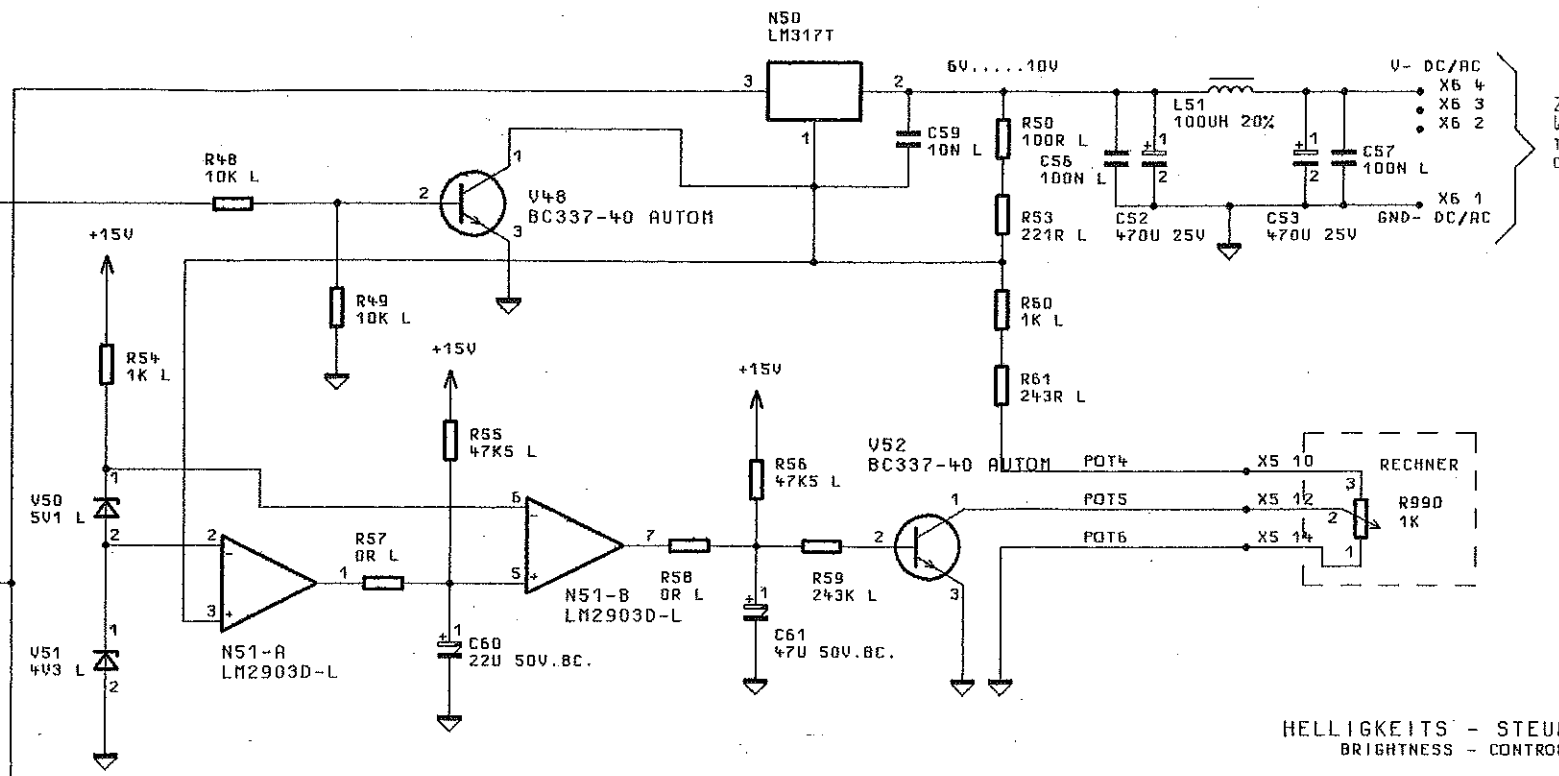 N50
LM317T
3
2
1
6V.....10V
V- DC/AC
X6 4
X6 3
X6 2
X6 1
GND- DC/AC
L51
100UH 20%
C59
10N L
R50
100R L
C56
100N L
1
2
1
2
C57
100N L
R53
221R L
C52
470U 25V
C53
470U 25V
R48
10K L
1
2
3
V48
BC337-40 AUTOM
+15V
R49
10K L
R60
1K L
R54
1K L
+15V
+15V
R61
243R L
R55
47K5 L
R56
47K5 L
V52
BC337-40 AUTOM
POT4
X5 10
RECHNER
3
1
V50
5V1 L
2
6
-
1
POT5
X5 12
2
R990
1K
2
-
R57
0R L
7
2
POT6
X5 14
1
1
5
+
R58
0R L
R59
243K L
3
3
+
N51-B
LM2903D-L
1
V51
4V3 L
2
N51-A
LM2903D-L
+
1
C60
22U 50V.BC.
+
1
C61
47U 50V.BC.
HELLIGKEITS - STEU
BRIGHTNESS - CONTRO